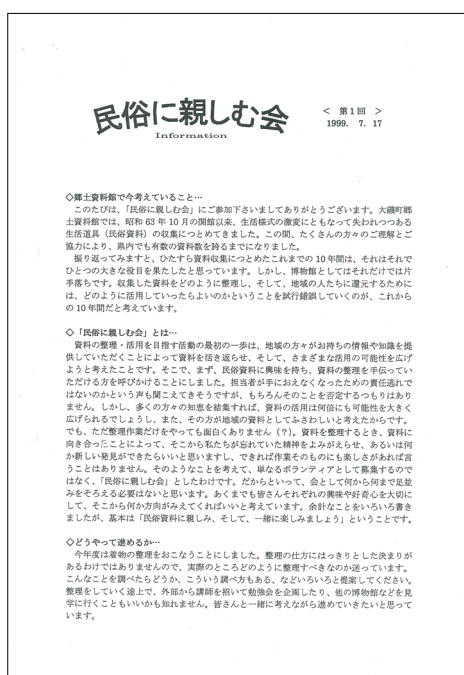 民俗に親しむ会
Information
< 第1回 >
1999. 7. 17
◇郷土資料館で今考えていること…
このたびは、「民俗に親しむ会」にご参加下さいましてありがとうございます。大磯町郷
土資料館では、昭和 63 年 10 月の開館以来、生活様式の激変にともなって失われつつある
生活道具（民俗資料）の収集につとめてきました。この間、たくさんの方々のご理解とご
協力により、県内でも有数の資料数を誇るまでになりました。
振り返ってみますと、ひたすら資料収集につとめたこれまでの 10 年間は、それはそれで
ひとつの大きな役目を果たしたと思っています。しかし、博物館としてはそれだけでは片
手落ちです。収集した資料をどのように整理し、そして、地域の人たちに還元するために
は、どのように活用していったらよいのかということを試行錯誤していくのが、これから
の 10 年間だと考えています。
◇「民俗に親しむ会」とは…
資料の整理・活用を目指す活動の最初の一歩は、地域の方々がお持ちの情報や知識を提
供していただくことによって資料を活き返らせ、そして、さまざまな活用の可能性を広げ
ようと考えたことです。そこで、まず、民俗資料に興味を持ち、資料の整理を手伝ってい
ただける方を呼びかけることにしました。担当者が手におえなくなったための責任逃れで
はないのかという声も聞こえてきそうですが、もちろんそのことを否定するつもりはあり
ません。しかし、多くの方々の知恵を結集すれば、資料の活用は何倍にも可能性を大きく
広げられるでしょうし、また、その方が地域の資料としてふさわしいと考えたからです。
でも、ただ整理作業だけをやっても面白くありません（？）。資料を整理するとき、資料に
向き合ったことによって、そこから私たちが忘れていた精神をよみがえらせ、あるいは何
か新しい発見ができたらいいと思いますし、できれば作業そのものにも楽しさがあれば言
うことはありません。そのようなことを考えて、単なるボランティアとして募集するので
はなく、「民俗に親しむ会」としたわけです。だからといって、会として何から何まで足並
みをそろえる必要はないと思います。あくまでも皆さんそれぞれの興味や好奇心を大切に
して、そこから何か方向がみえてくればいいと考えています。余計なことをいろいろ書き
ましたが、基本は「民俗資料に親しみ、そして、一緒に楽しみましょう」ということです。
◇どうやって進めるか…
今年度は着物の整理をおこなうことにしました。整理の仕方にはっきりとした決まりが
あるわけではありませんので、実際のところどのように整理すべきなのか迷っています。
こんなことを調べたらどうか、こういう調べ方もある、などいろいろと提案してください。
整理をしていく途上で、外部から講師を招いて勉強会を企画したり、他の博物館などを見
学に行くこともいいかも知れません。皆さんと一緒に考えながら進めていきたいと思って
います。